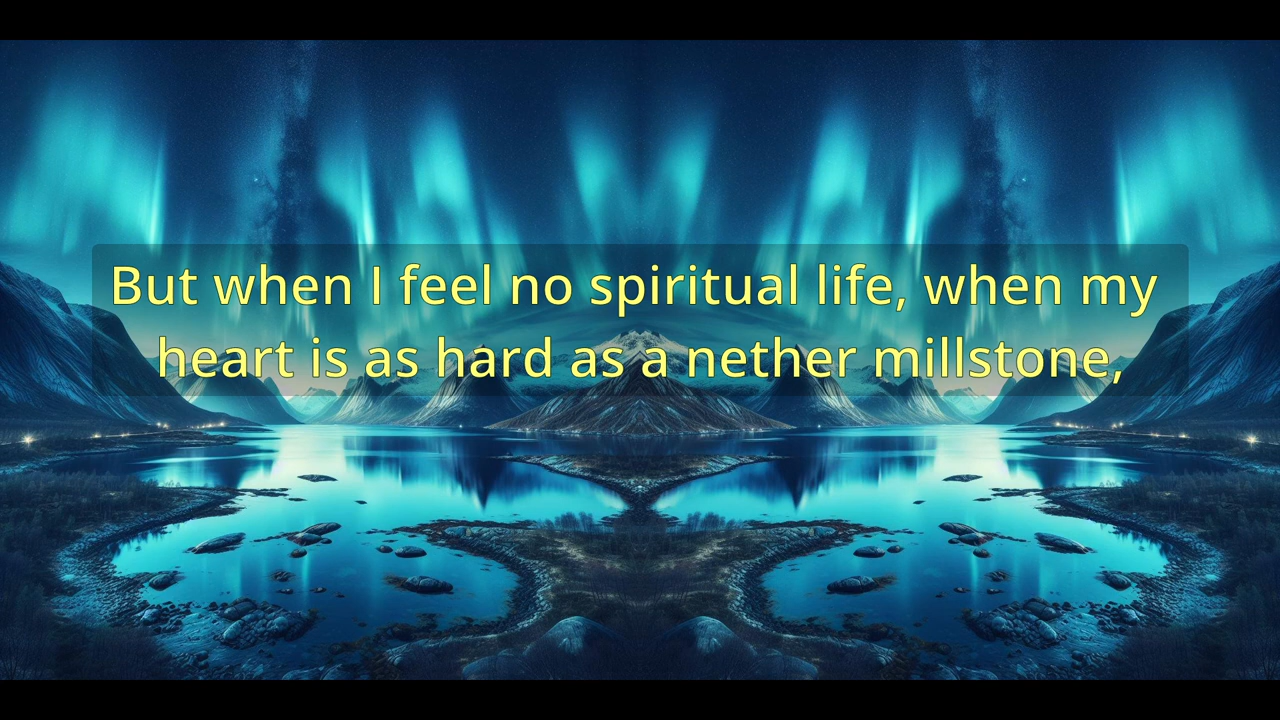 But when I feel no spiritual life, when my
heart is as hard as a nether millstone,